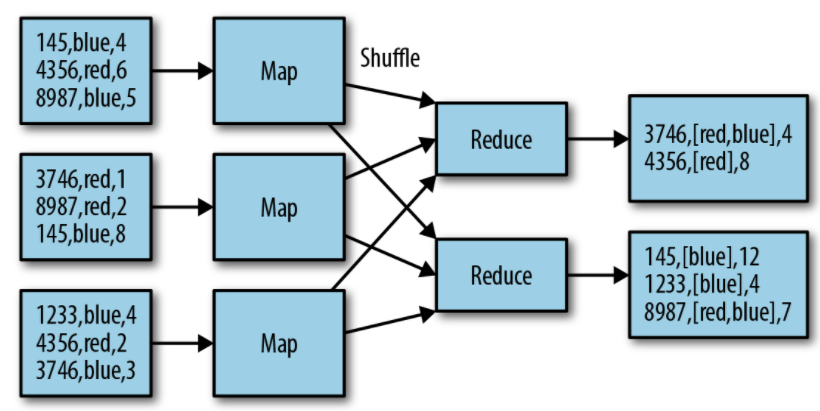 145,blue,4
4356,red,6
8987,blue,5
Map
Shuffle
3746,red,1
8987,red,2
145,blue,8
Map
1233,blue,4
4356,red,2
3746,blue,3
Map
Reduce
3746,[red,blue],4
4356,[red],8
Reduce
145,[blue],12
1233,[blue],4
8987,[red,blue],7